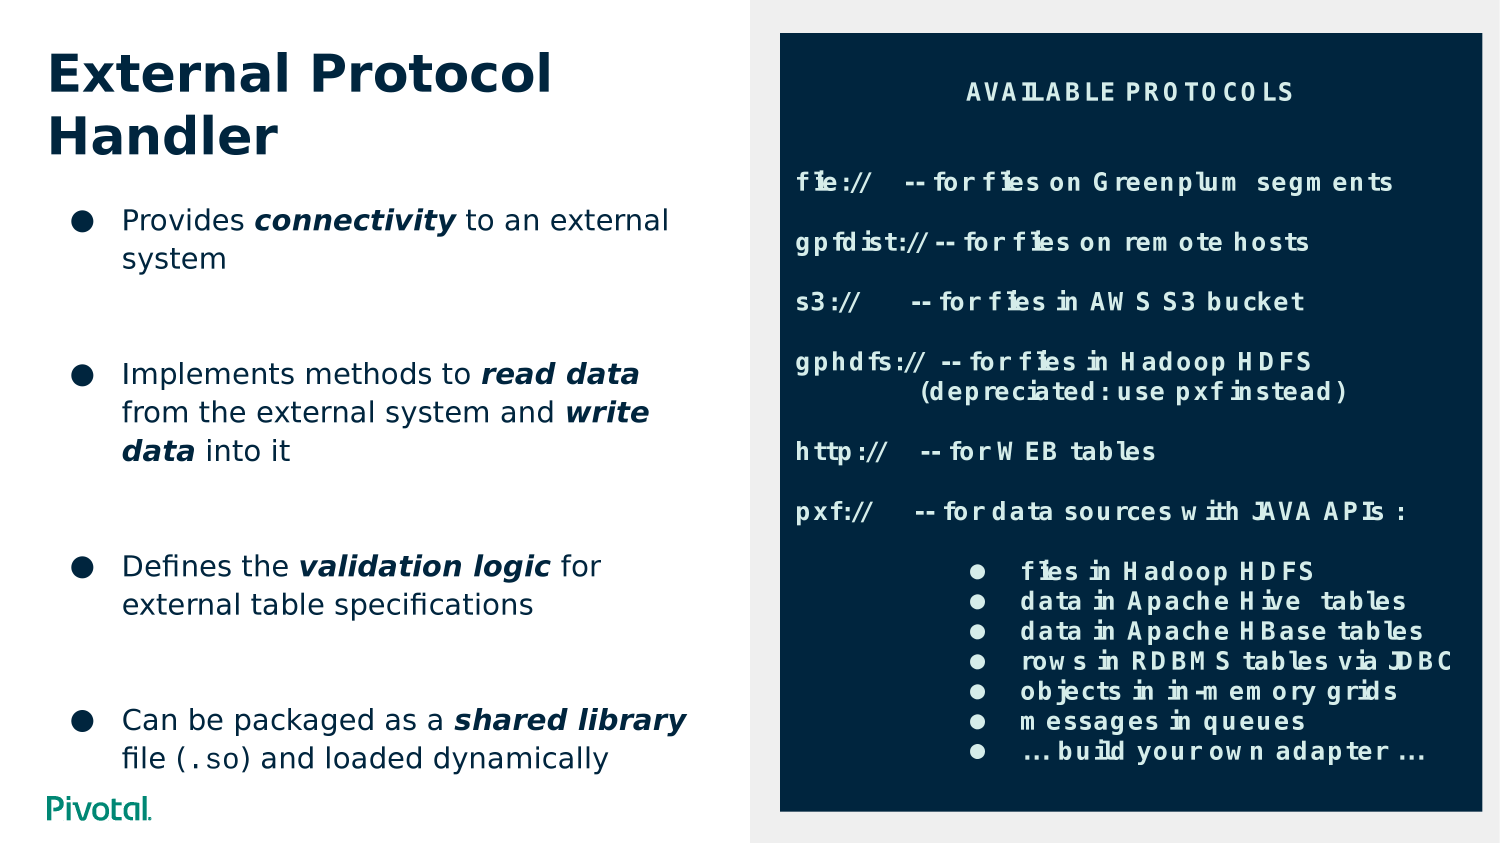 External Protocol
Handler
● Provides connectivity to an external
system
● Implements methods to read data
from the external system and write
data into it
● Defines the validation logic for
external table specifications
● Can be packaged as a shared library
file (.so) and loaded dynamically
Pivotal.
AVAILABLE PROTOCOLS
file:// -- for files on Greenplum segments
gpfdist:// -- for files on remote hosts
s3:// -- for files in AWS S3 bucket
gphdfs:// -- for files in Hadoop HDFS
(depreciated: use pxf instead)
http:// -- for WEB tables
pxf:// -- for data sources with JAVA APIs :
● files in Hadoop HDFS
● data in Apache Hive tables
● data in Apache HBase tables
● rows in RDBMS tables via JDBC
● objects in in-memory grids
● messages in queues
● ... build your own adapter ...